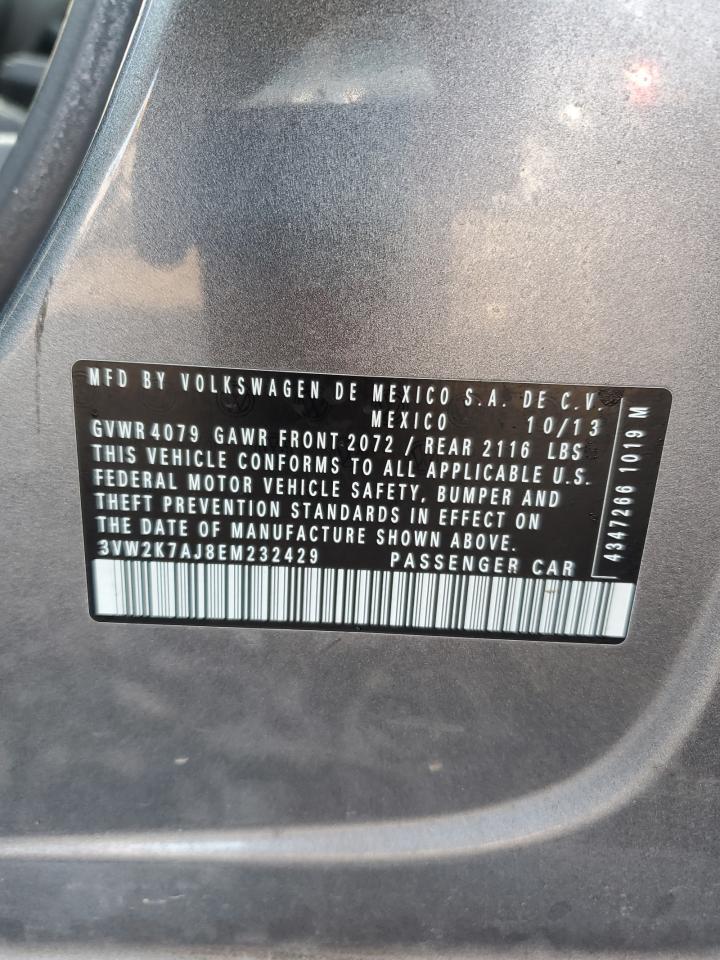 MFD BY VOLKSWAGEN DE MEXICO S.A. DE C.V.
MEXICO 10/13
GVWR 4079 GAWR FRONT 2072 / REAR 2116 LBS
THIS VEHICLE CONFORMS TO ALL APPLICABLE U.S.
FEDERAL MOTOR VEHICLE SAFETY, BUMPER AND
THEFT PREVENTION STANDARDS IN EFFECT ON
THE DATE OF MANUFACTURE SHOWN ABOVE.
3VW2K7AJ8EM232429 PASSENGER CAR
4347266 1019 M